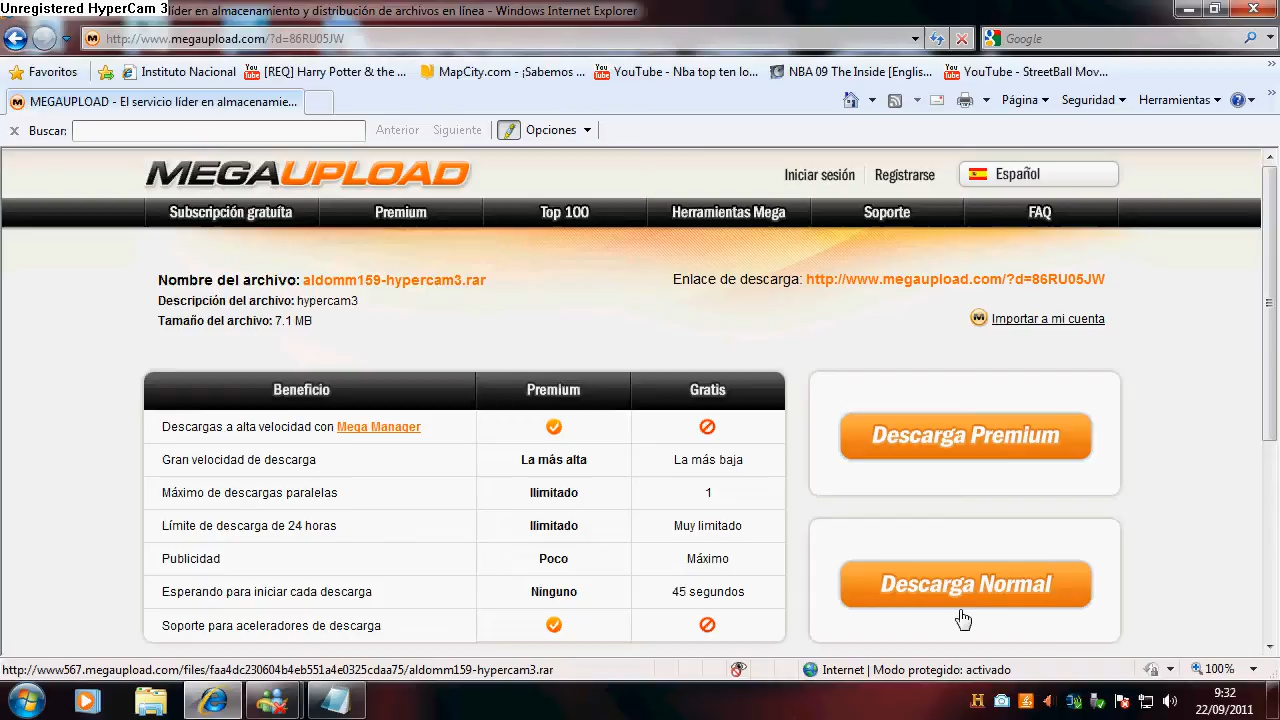 Unregistered HyperCam 3
líder en almacenamiento y distribución de archivos en línea - Windows Internet Explorer
http://www.megaupload.com/?d=86RU05JW
Google
Favoritos
Instituto Nacional
[REQ] Harry Potter & the ...
MapCity.com - ¡Sabemos ...
YouTube - Nba top ten lo...
NBA 09 The Inside [Englis...
YouTube - StreetBall Mov...
MEGAUPLOAD - El servicio líder en almacenamie...
Página
Seguridad
Herramientas
Buscar:
Anterior
Siguiente
Opciones
MEGAUPLOAD
Iniciar sesión
Registrarse
Español
Subscripción gratuíta
Premium
Top 100
Herramientas Mega
Soporte
FAQ
Nombre del archivo: aldomm159-hypercam3.rar
Enlace de descarga: http://www.megaupload.com/?d=86RU05JW
Descripción del archivo: hypercam3
Tamaño del archivo: 7.1 MB
Importar a mi cuenta
Beneficio
Premium
Gratis
Descargas a alta velocidad con Mega Manager
Gran velocidad de descarga
La más alta
La más baja
Máximo de descargas paralelas
Ilimitado
1
Límite de descarga de 24 horas
Ilimitado
Muy limitado
Publicidad
Poco
Máximo
Esperando para iniciar cada descarga
Ninguno
45 segundos
Soporte para aceleradores de descarga
Descarga Premium
Descarga Normal
http://www567.megaupload.com/files/faa4dc230604b4eb551a4e0325cdaa75/aldomm159-hypercam3.rar
Internet | Modo protegido: activado
100%
9:32
22/09/2011